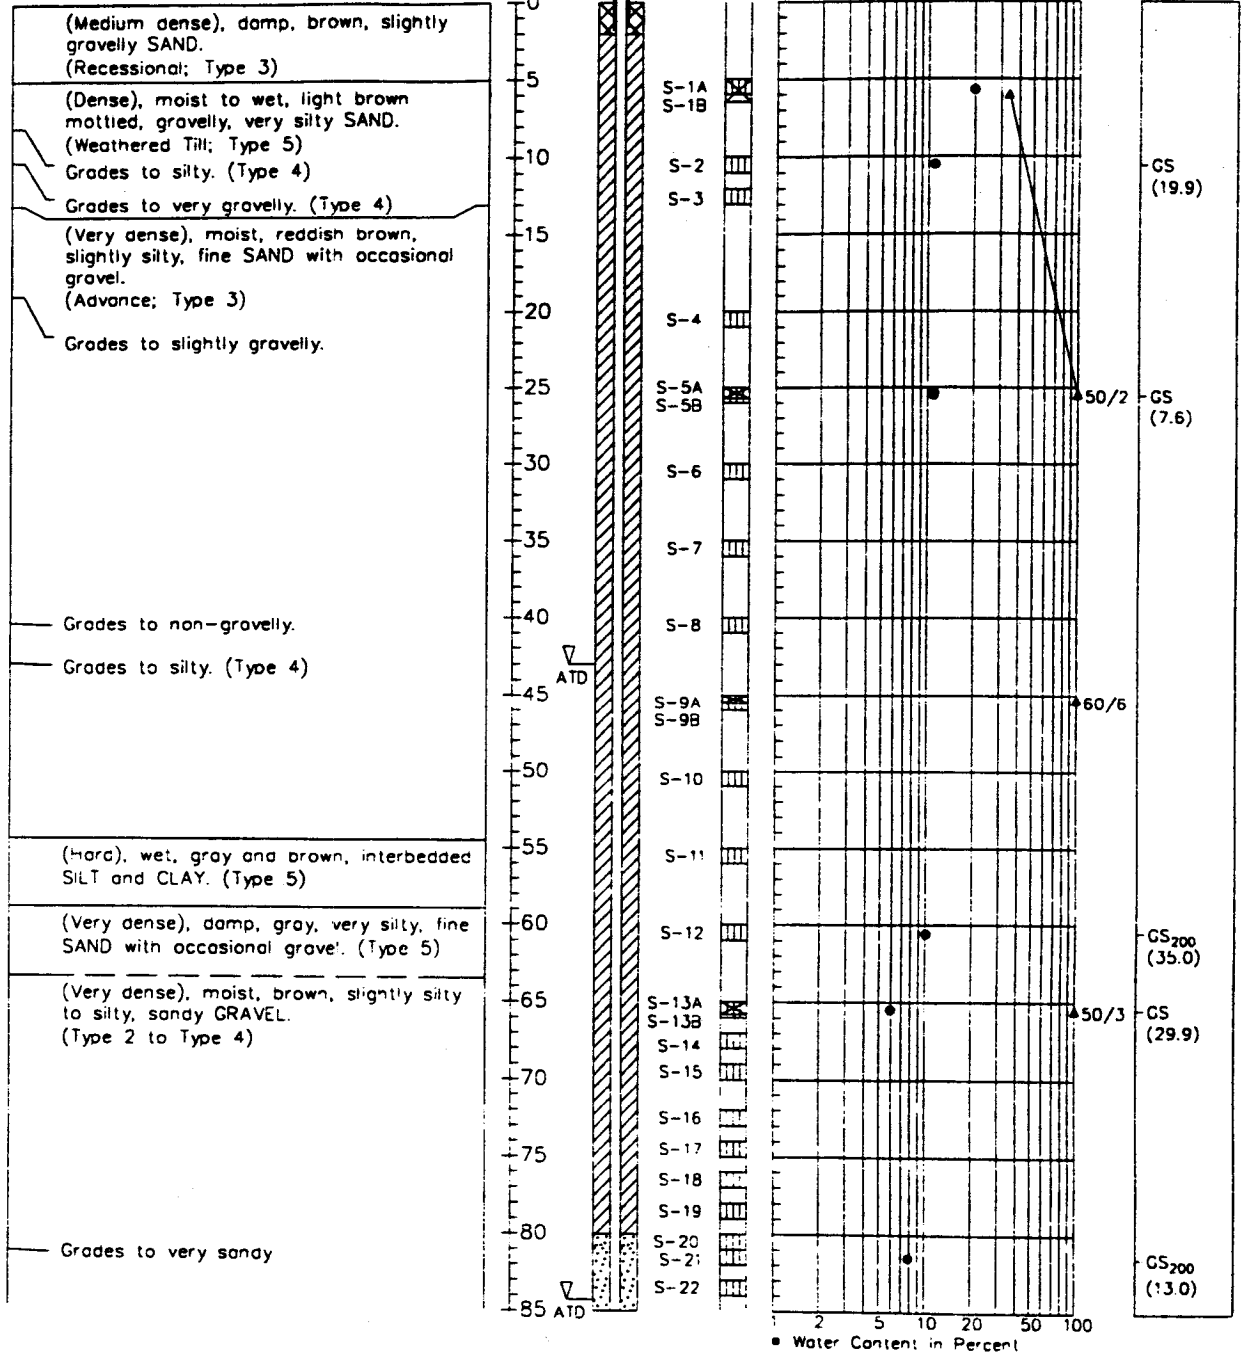 (Medium dense), damp, brown, slightly
gravelly SAND.
(Recessional; Type 3)
(Dense), moist to wet, light brown
mottled, gravelly, very silty SAND.
(Weathered Till; Type 5)
Grades to silty. (Type 4)
Grades to very gravelly. (Type 4)
(Very dense), moist, reddish brown,
slightly silty, fine SAND with occasional
gravel.
(Advance; Type 3)
Grades to slightly gravelly.
Grades to non-gravelly.
Grades to silty. (Type 4)
(Hard), wet, gray and brown, interbedded
SILT and CLAY. (Type 5)
(Very dense), damp, gray, very silty, fine
SAND with occasional gravel. (Type 5)
(Very dense), moist, brown, slightly silty
to silty, sandy GRAVEL.
(Type 2 to Type 4)
Grades to very sandy
0
5
10
15
20
25
30
35
40
45
50
55
60
65
70
75
80
85
ATD
ATD
S-1A
S-1B
S-2
S-3
S-4
S-5A
S-5B
S-6
S-7
S-8
S-9A
S-9B
S-10
S-11
S-12
S-13A
S-13B
S-14
S-15
S-16
S-17
S-18
S-19
S-20
S-21
S-22
50/2
60/6
50/3
1 2 5 10 20 50 100
• Water Content in Percent
GS
(19.9)
GS
(7.6)
GS200
(35.0)
GS
(29.9)
GS200
(13.0)